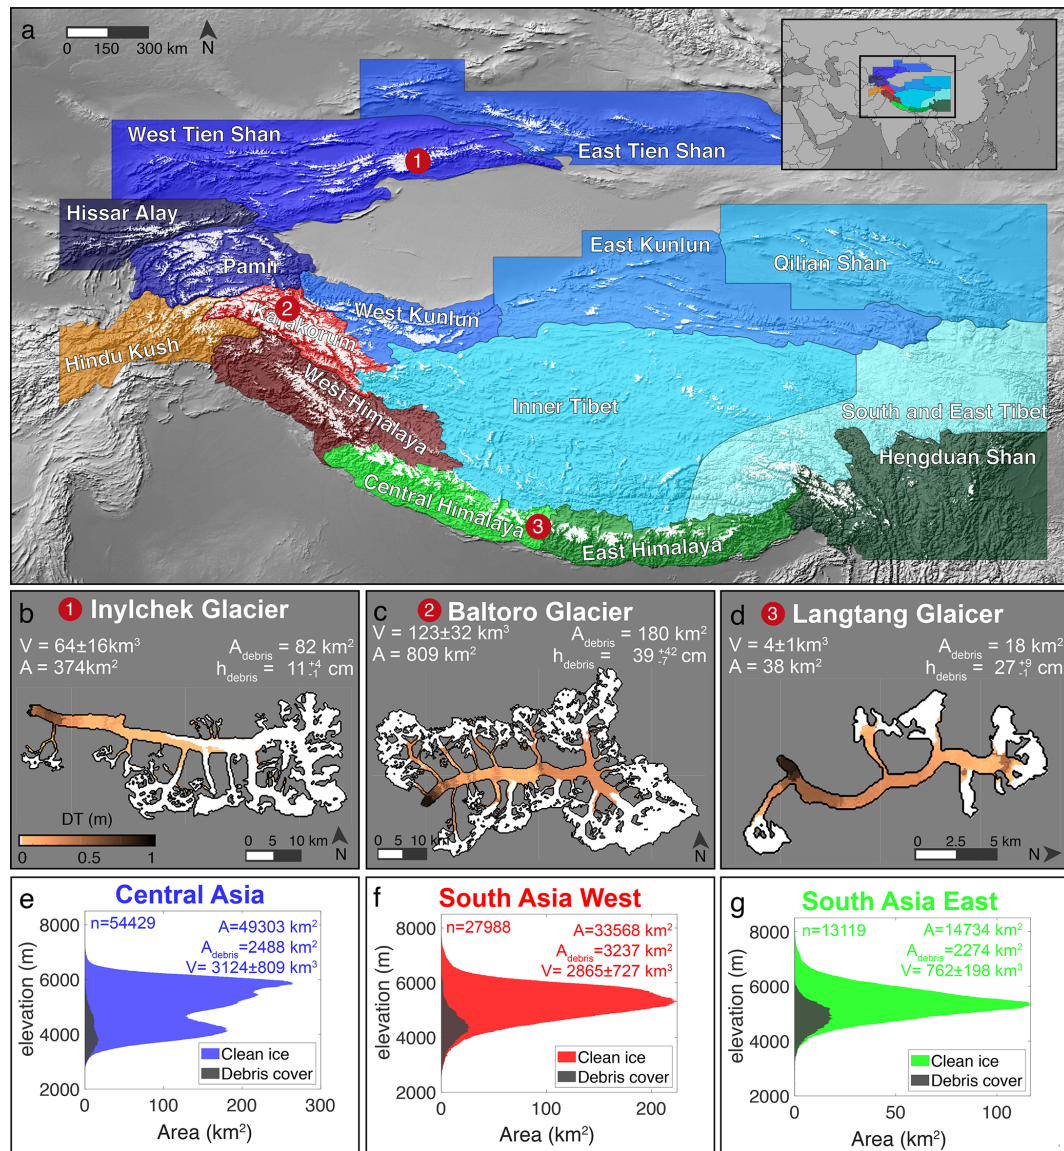 a
0 150 300 km
N
West Tien Shan
East Tien Shan
1
Hissar Alay
Pamir
East Kunlun
Qilian Shan
2
Karakorum
West Kunlun
Hindu Kush
West Himalaya
Inner Tibet
South and East Tibet
Hengduan Shan
Central Himalaya
3
East Himalaya
b
1 Inylchek Glacier
V = 64±16km³
A = 374km²
A_debris = 82 km²
h_debris = 11 +4 -1 cm
DT (m)
0 0.5 1
0 5 10 km
N
c
2 Baltoro Glacier
V = 123±32 km³
A = 809 km²
A_debris = 180 km²
h_debris = 39 +42 -7 cm
0 5 10 km
N
d
3 Langtang Glaicer
V = 4±1km³
A = 38 km²
A_debris = 18 km²
h_debris = 27 +9 -1 cm
0 2.5 5 km
N
e
Central Asia
n=54429
A=49303 km²
A_debris=2488 km²
V= 3124±809 km³
8000
6000
4000
2000
elevation (m)
Clean ice
Debris cover
0 100 200 300
Area (km²)
f
South Asia West
n=27988
A=33568 km²
A_debris=3237 km²
V= 2865±727 km³
8000
6000
4000
2000
elevation (m)
Clean ice
Debris cover
0 100 200
Area (km²)
g
South Asia East
n=13119
A=14734 km²
A_debris=2274 km²
V= 762±198 km³
8000
6000
4000
2000
elevation (m)
Clean ice
Debris cover
0 50 100
Area (km²)